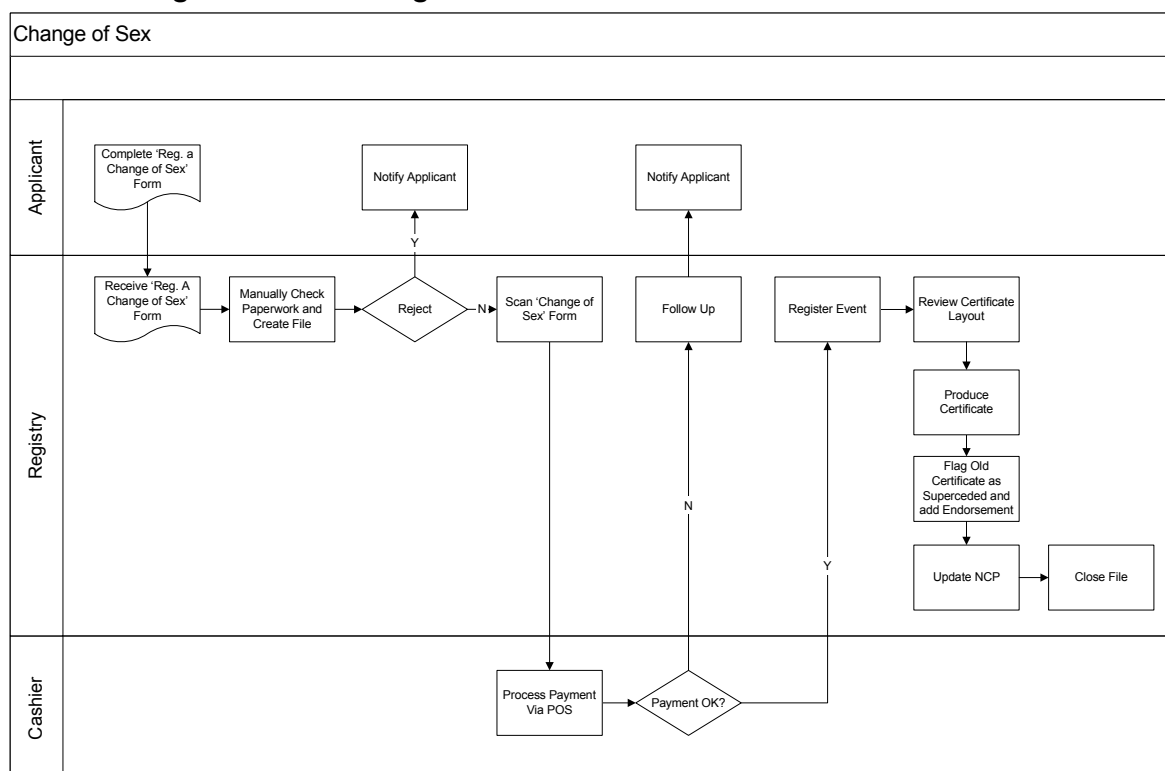 Change of Sex
Applicant
Complete ‘Reg. a
Change of Sex’
Form
Notify Applicant
Notify Applicant
Y
Registry
Receive ‘Reg. A
Change of Sex’
Form
Manually Check
Paperwork and
Create File
Reject
N
Scan ‘Change of
Sex’ Form
Follow Up
Register Event
Review Certificate
Layout
Produce
Certificate
Flag Old
Certificate as
Superceded and
add Endorsement
N
Y
Update NCP
Close File
Cashier
Process Payment
Via POS
Payment OK?